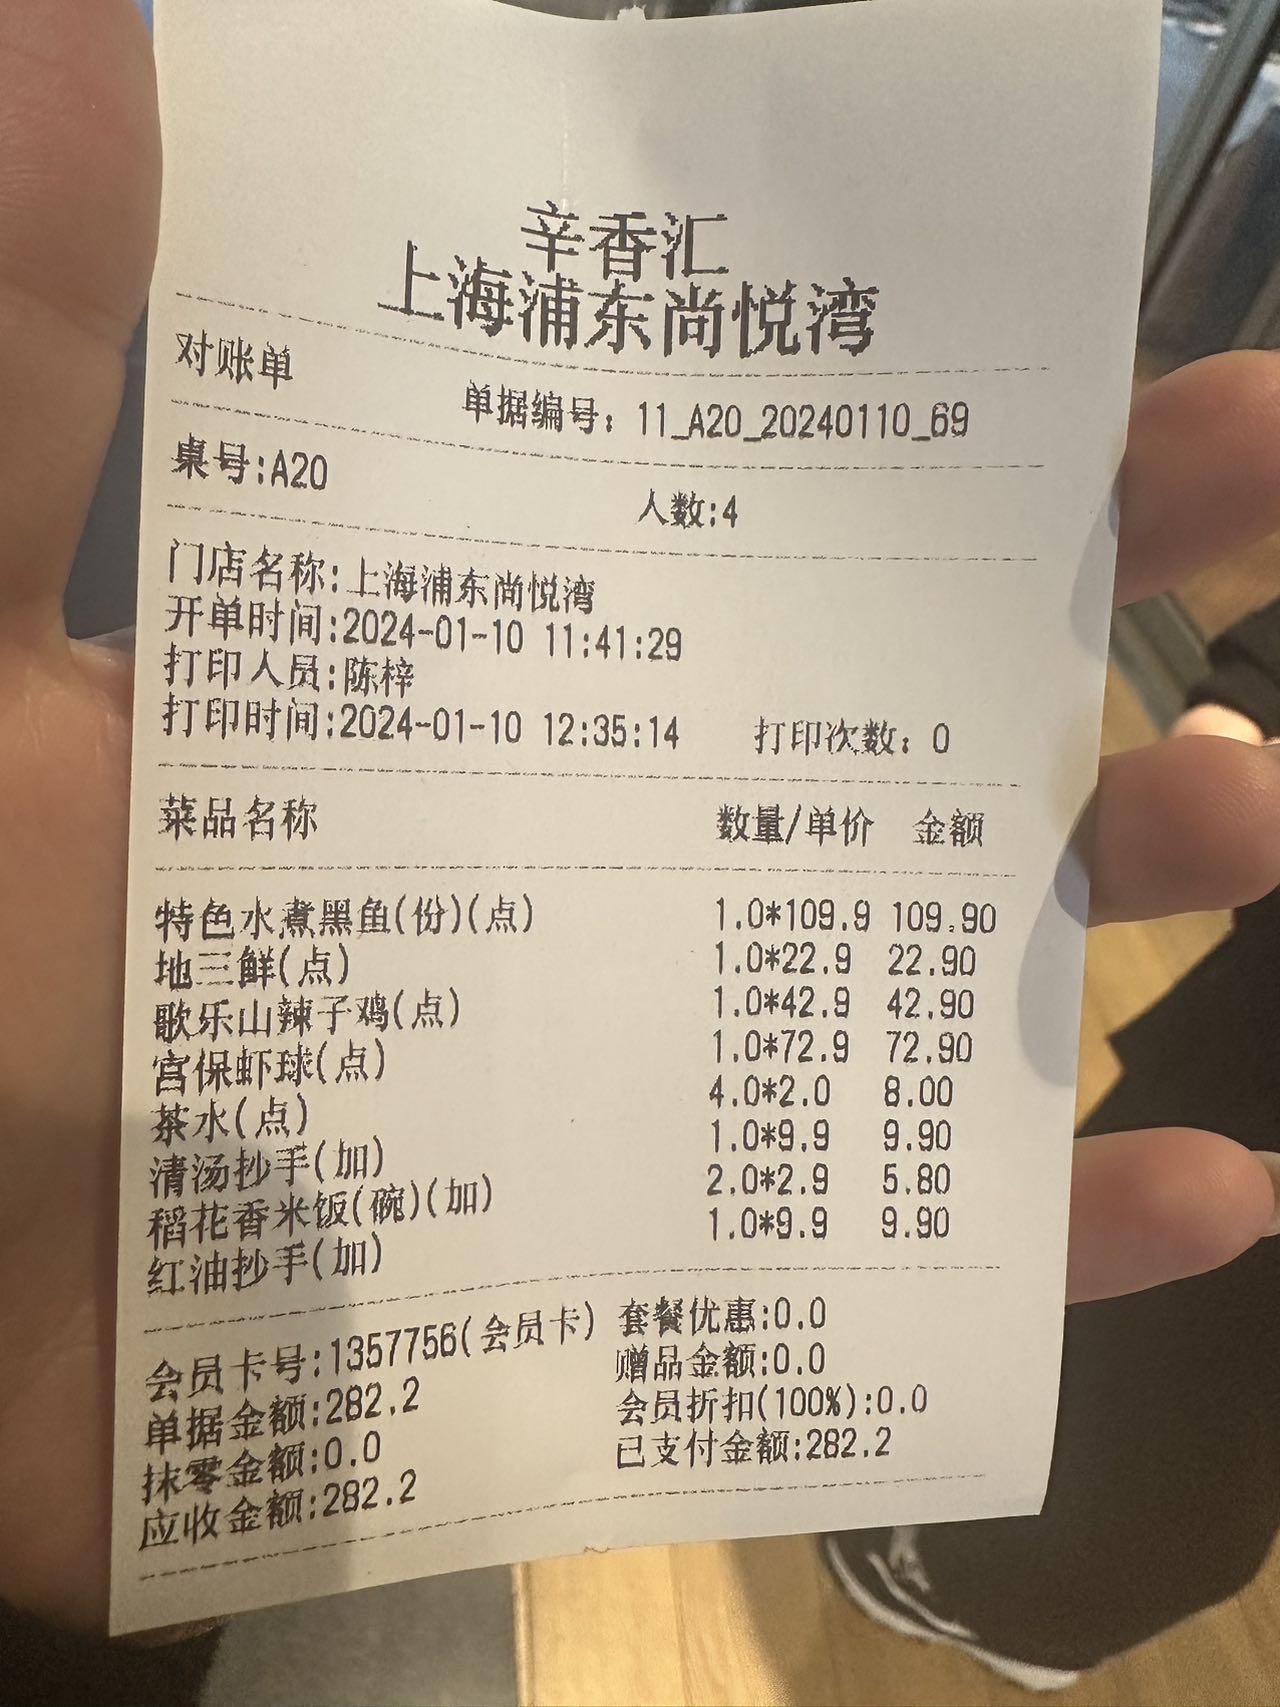 辛香汇
上海浦东尚悦湾
对账单 单据编号：11_A20_20240110_69
桌号:A20 人数:4
门店名称:上海浦东尚悦湾
开单时间:2024-01-10 11:41:29
打印人员:陈梓
打印时间:2024-01-10 12:35:14 打印次数：0
菜品名称 数量/单价 金额
特色水煮黑鱼(份)(点) 1.0*109.9 109.90
地三鲜(点) 1.0*22.9 22.90
歌乐山辣子鸡(点) 1.0*42.9 42.90
宫保虾球(点) 1.0*72.9 72.90
茶水(点) 4.0*2.0 8.00
清汤抄手(加) 1.0*9.9 9.90
稻花香米饭(碗)(加) 2.0*2.9 5.80
红油抄手(加) 1.0*9.9 9.90
会员卡号:1357756(会员卡) 套餐优惠:0.0
单据金额:282.2 赠品金额:0.0
抹零金额:0.0 会员折扣(100%):0.0
应收金额:282.2 已支付金额:282.2